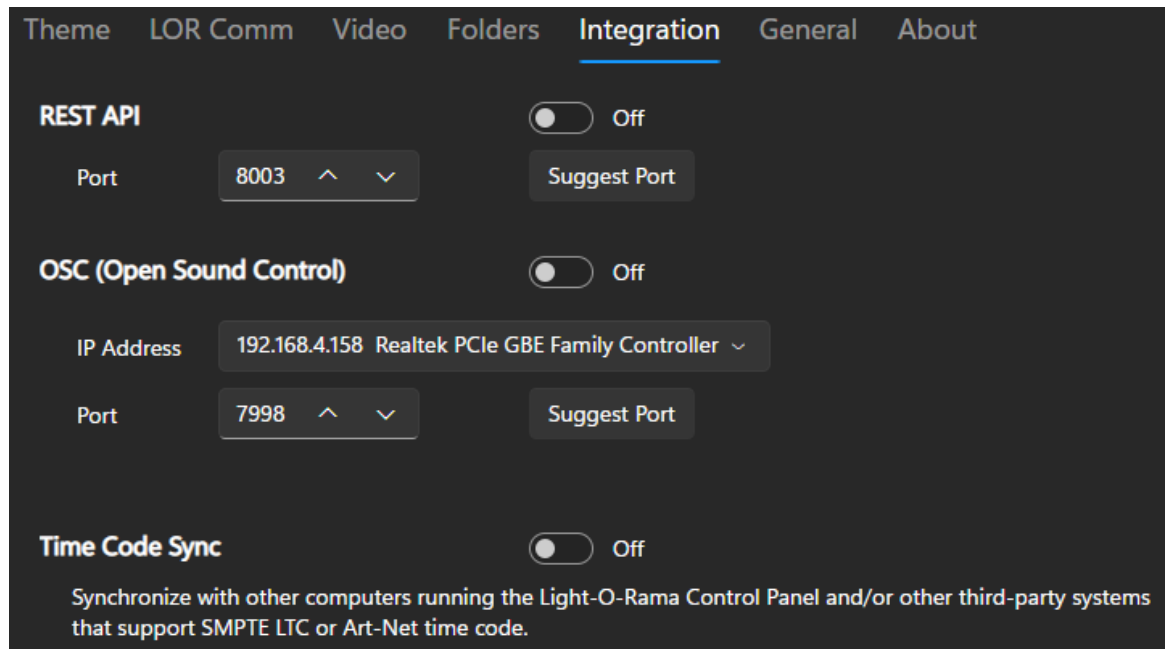 Theme LOR Comm Video Folders Integration General About
REST API Off
Port 8003 Suggest Port
OSC (Open Sound Control) Off
IP Address 192.168.4.158 Realtek PCIe GBE Family Controller
Port 7998 Suggest Port
Time Code Sync Off
Synchronize with other computers running the Light-O-Rama Control Panel and/or other third-party systems
that support SMPTE LTC or Art-Net time code.